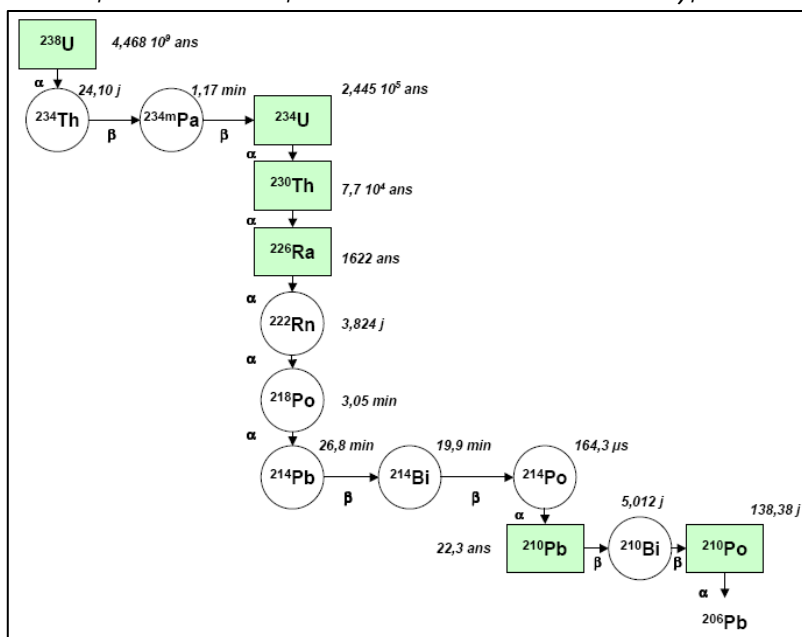 ²³⁸U 4,468 10⁹ ans
α 24,10 j 1,17 min 2,445 10⁵ ans
²³⁴Th ²³⁴ᵐPa ²³⁴U
β β
α
²³⁰Th 7,7 10⁴ ans
α
²²⁶Ra 1622 ans
α
²²²Rn 3,824 j
α
²¹⁸Po 3,05 min
α 26,8 min 19,9 min 164,3 µs
²¹⁴Pb ²¹⁴Bi ²¹⁴Po
β β
5,012 j 138,38 j
α
22,3 ans ²¹⁰Pb ²¹⁰Bi ²¹⁰Po
β β
α
²⁰⁶Pb